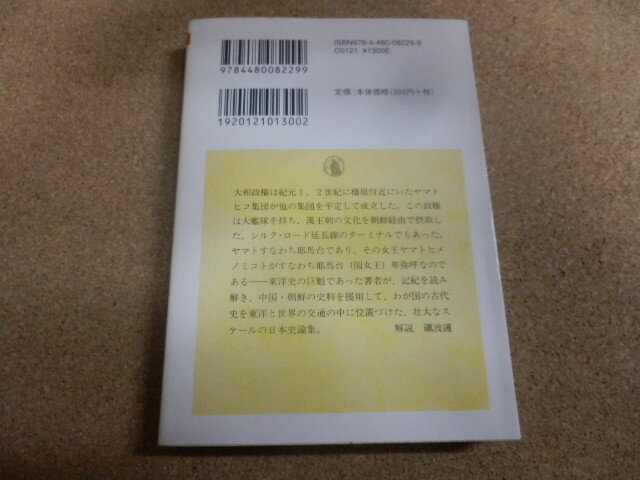 ISBN978-4-480-08229-9
C0121 ¥1300E
9784480082299
定価(本体価格1300円+税)
1920121013002
大和政権は紀元1、2世紀に橿原付近にいたヤマト
ヒコ集団が他の集団を平定して成立した。この政権
は大艦隊を持ち、漢王朝の文化を朝鮮経由で摂取し
た、シルク・ロード延長線のターミナルでもあった。
ヤマトすなわち耶馬台であり、その女王ヤマトヒメ
ノミコトがすなわち耶馬台(国女王)卑弥呼なので
ある――東洋史の巨魁であった著者が、記紀を読み
解き、中国・朝鮮の史料を援用して、わが国の古代
史を東洋と世界の交通の中に位置づけた、壮大なス
ケールの日本史論集。 解説 礪波護